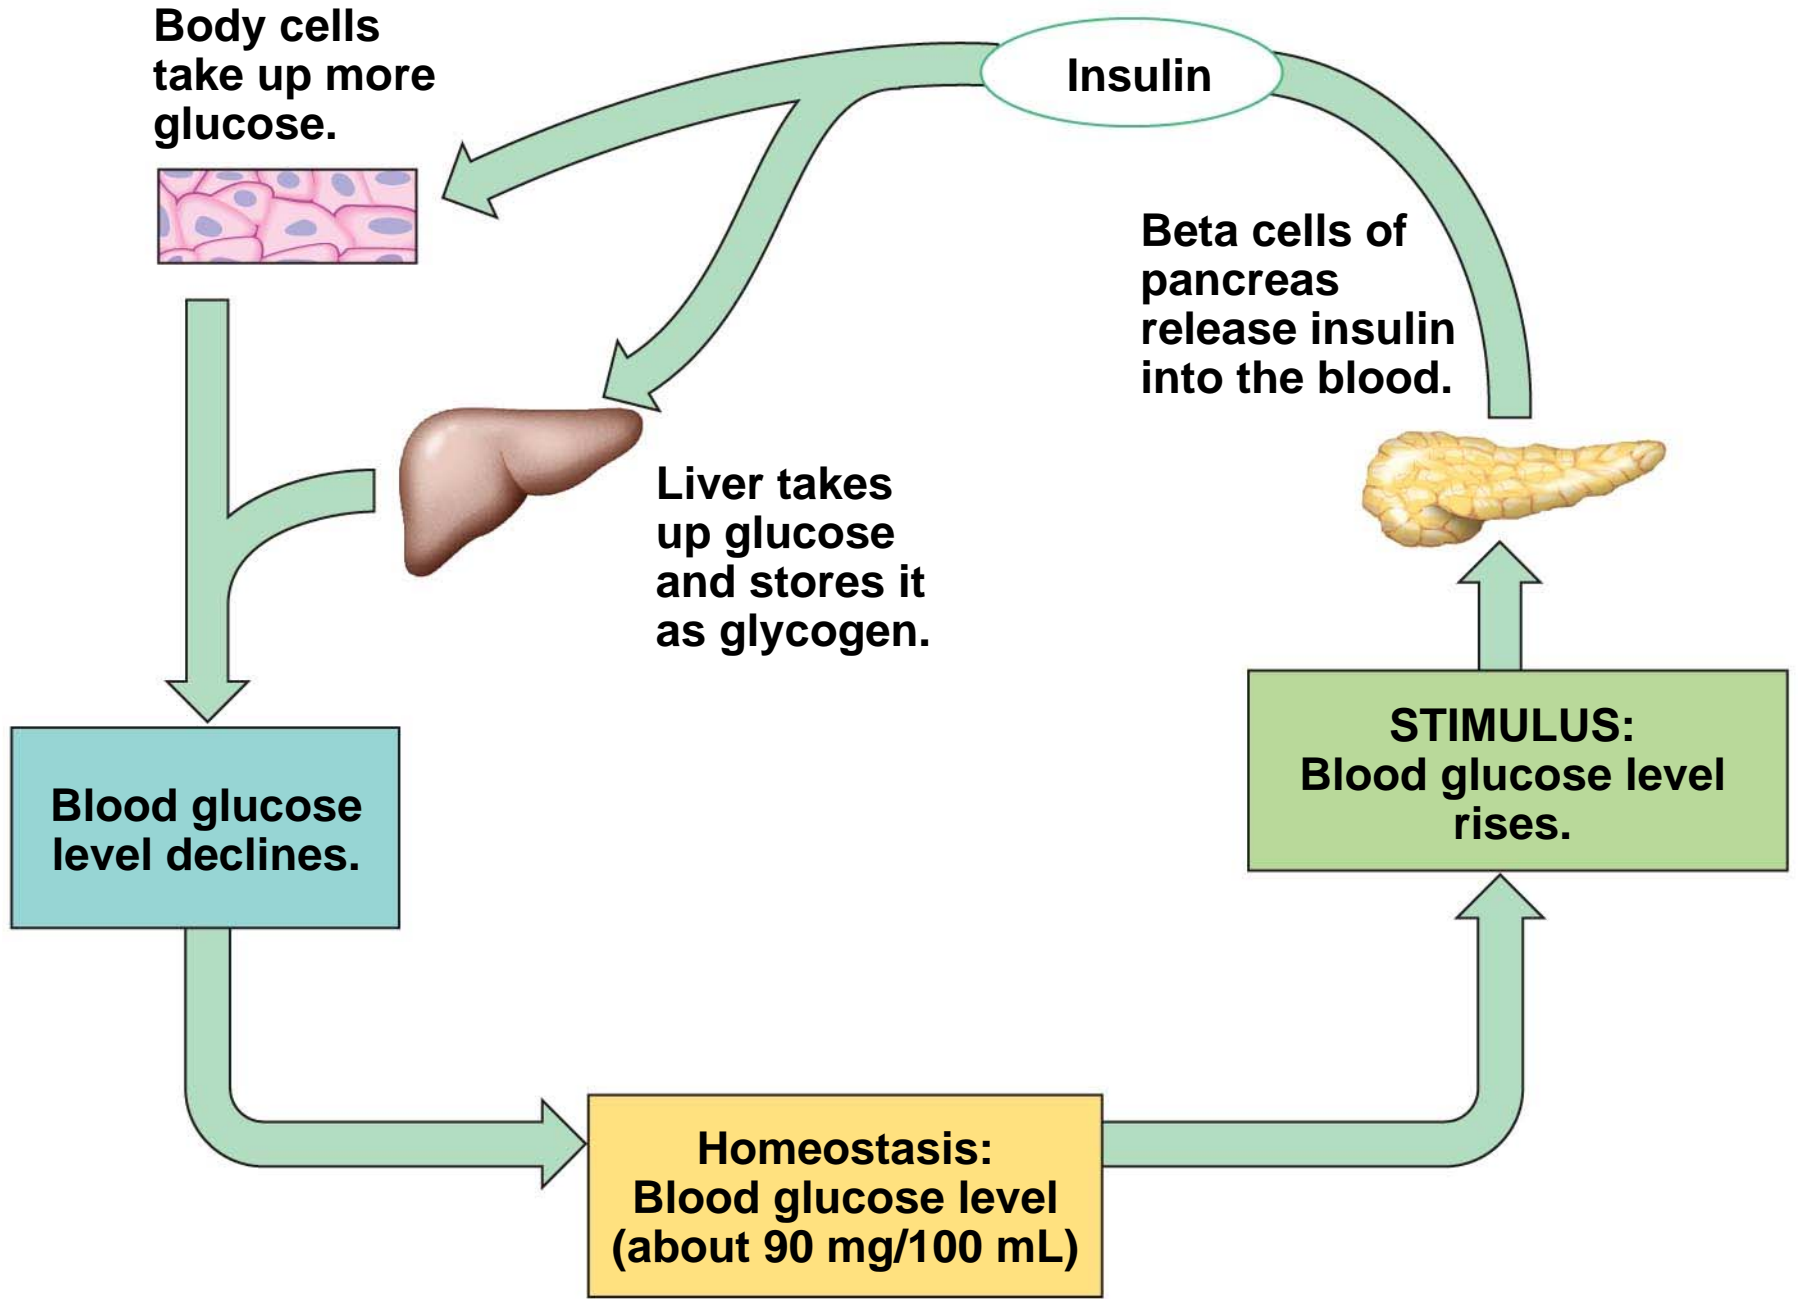 Body cells
take up more
glucose.
Insulin
Beta cells of
pancreas
release insulin
into the blood.
Liver takes
up glucose
and stores it
as glycogen.
STIMULUS:
Blood glucose level
rises.
Blood glucose
level declines.
Homeostasis:
Blood glucose level
(about 90 mg/100 mL)